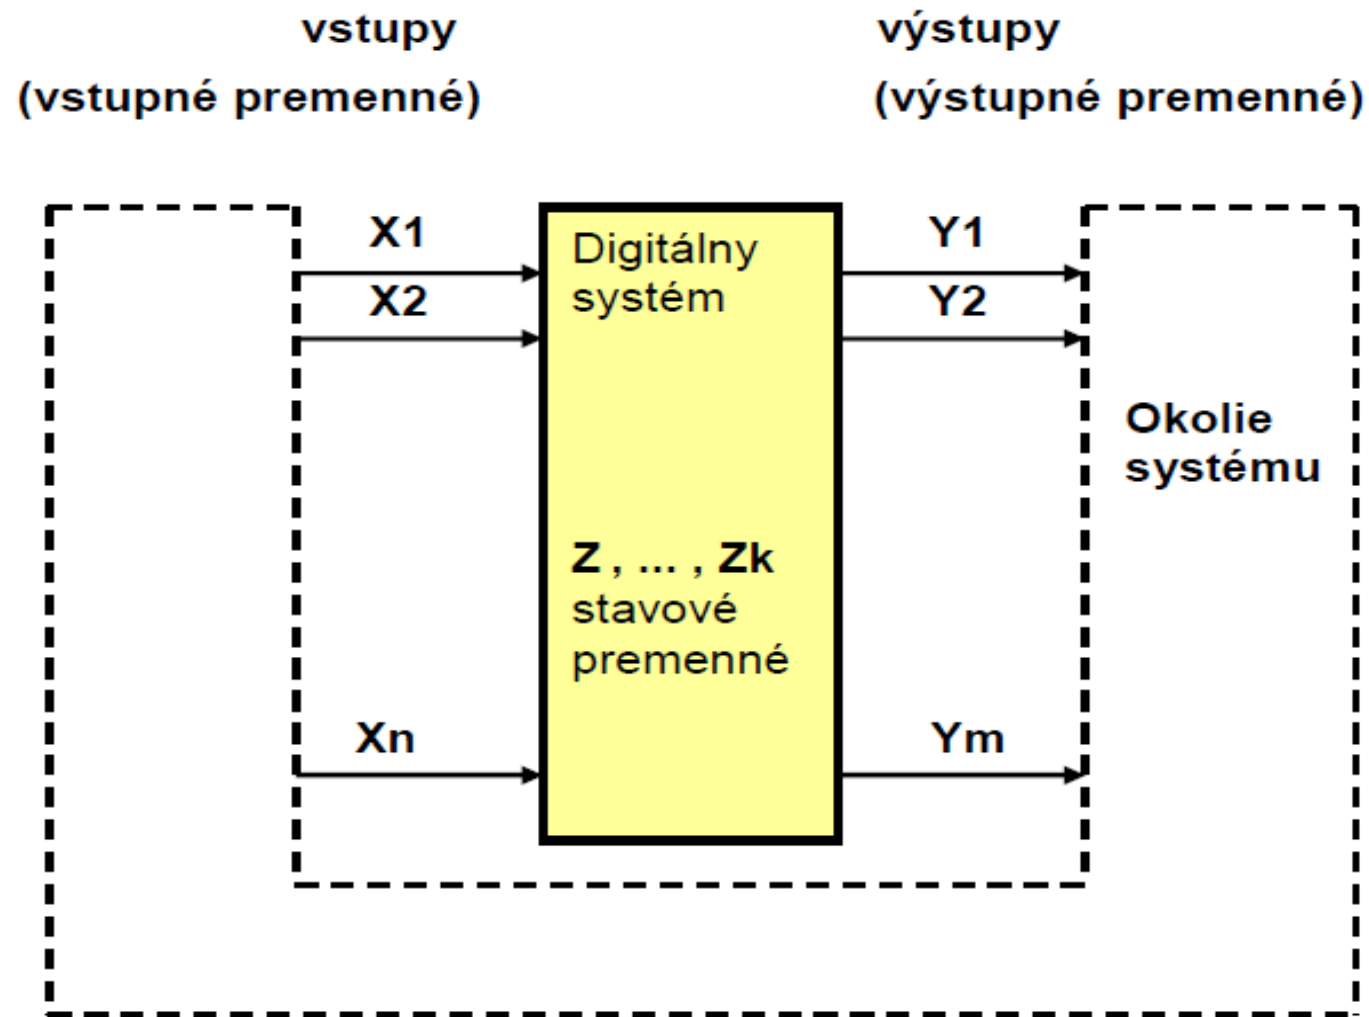 vstupy
(vstupné premenné)
výstupy
(výstupné premenné)
X1
X2
Xn
Digitálny
systém
Z , ... , Zk
stavové
premenné
Y1
Y2
Ym
Okolie
systému